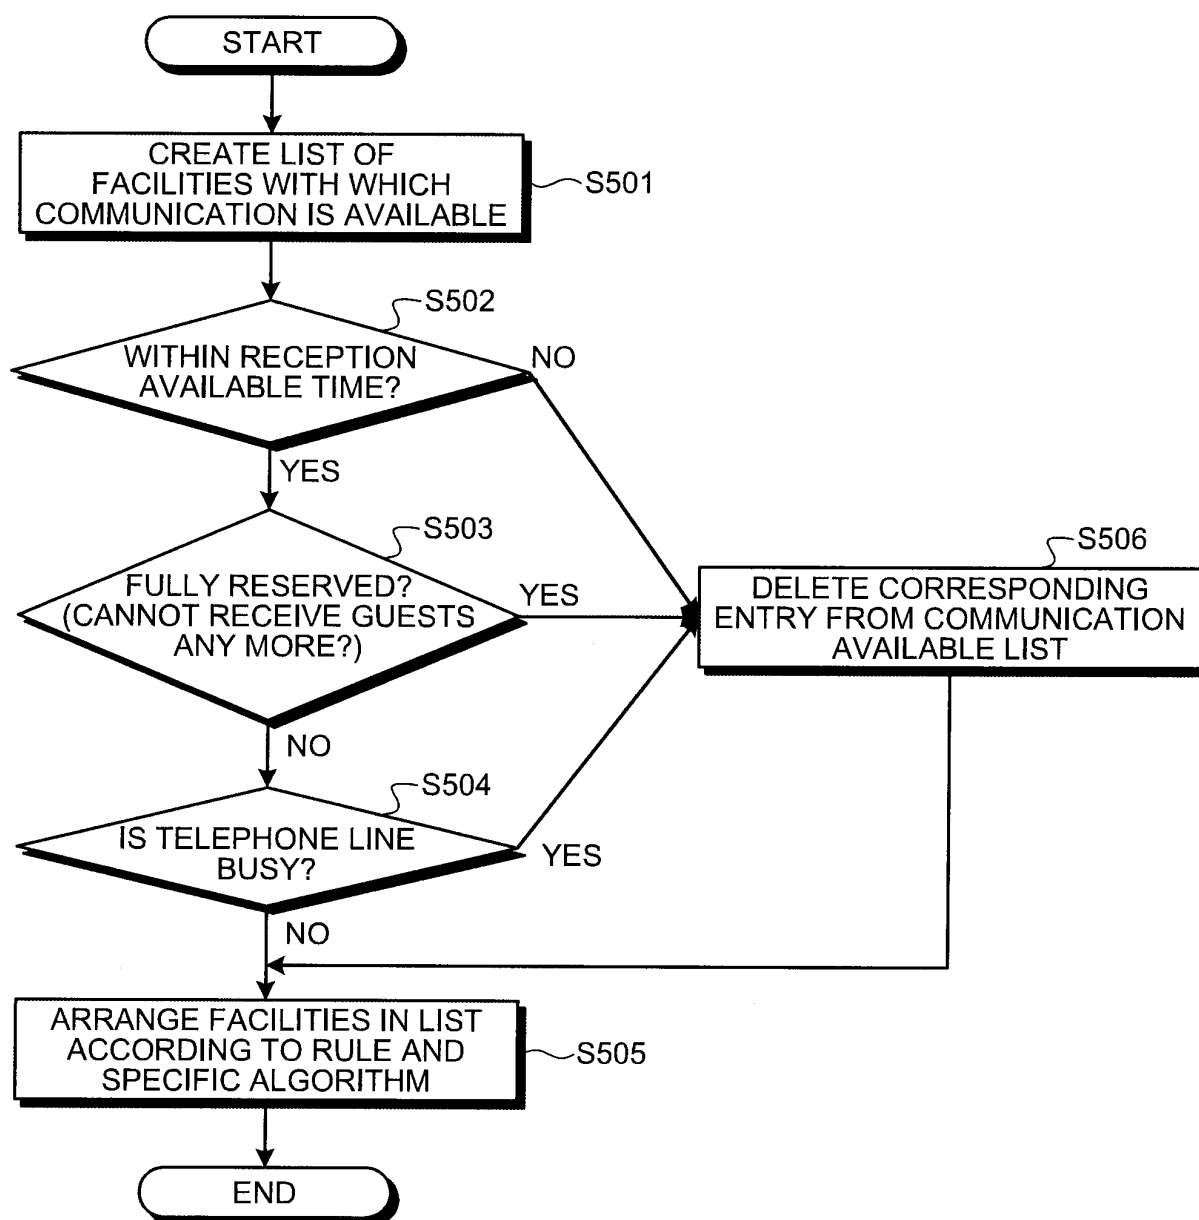 START
CREATE LIST OF
FACILITIES WITH WHICH
COMMUNICATION IS AVAILABLE
S501
S502
WITHIN RECEPTION
AVAILABLE TIME?
NO
YES
S503
FULLY RESERVED?
(CANNOT RECEIVE GUESTS
ANY MORE?)
YES
NO
S506
DELETE CORRESPONDING
ENTRY FROM COMMUNICATION
AVAILABLE LIST
S504
IS TELEPHONE LINE
BUSY?
YES
NO
ARRANGE FACILITIES IN LIST
ACCORDING TO RULE AND
SPECIFIC ALGORITHM
S505
END